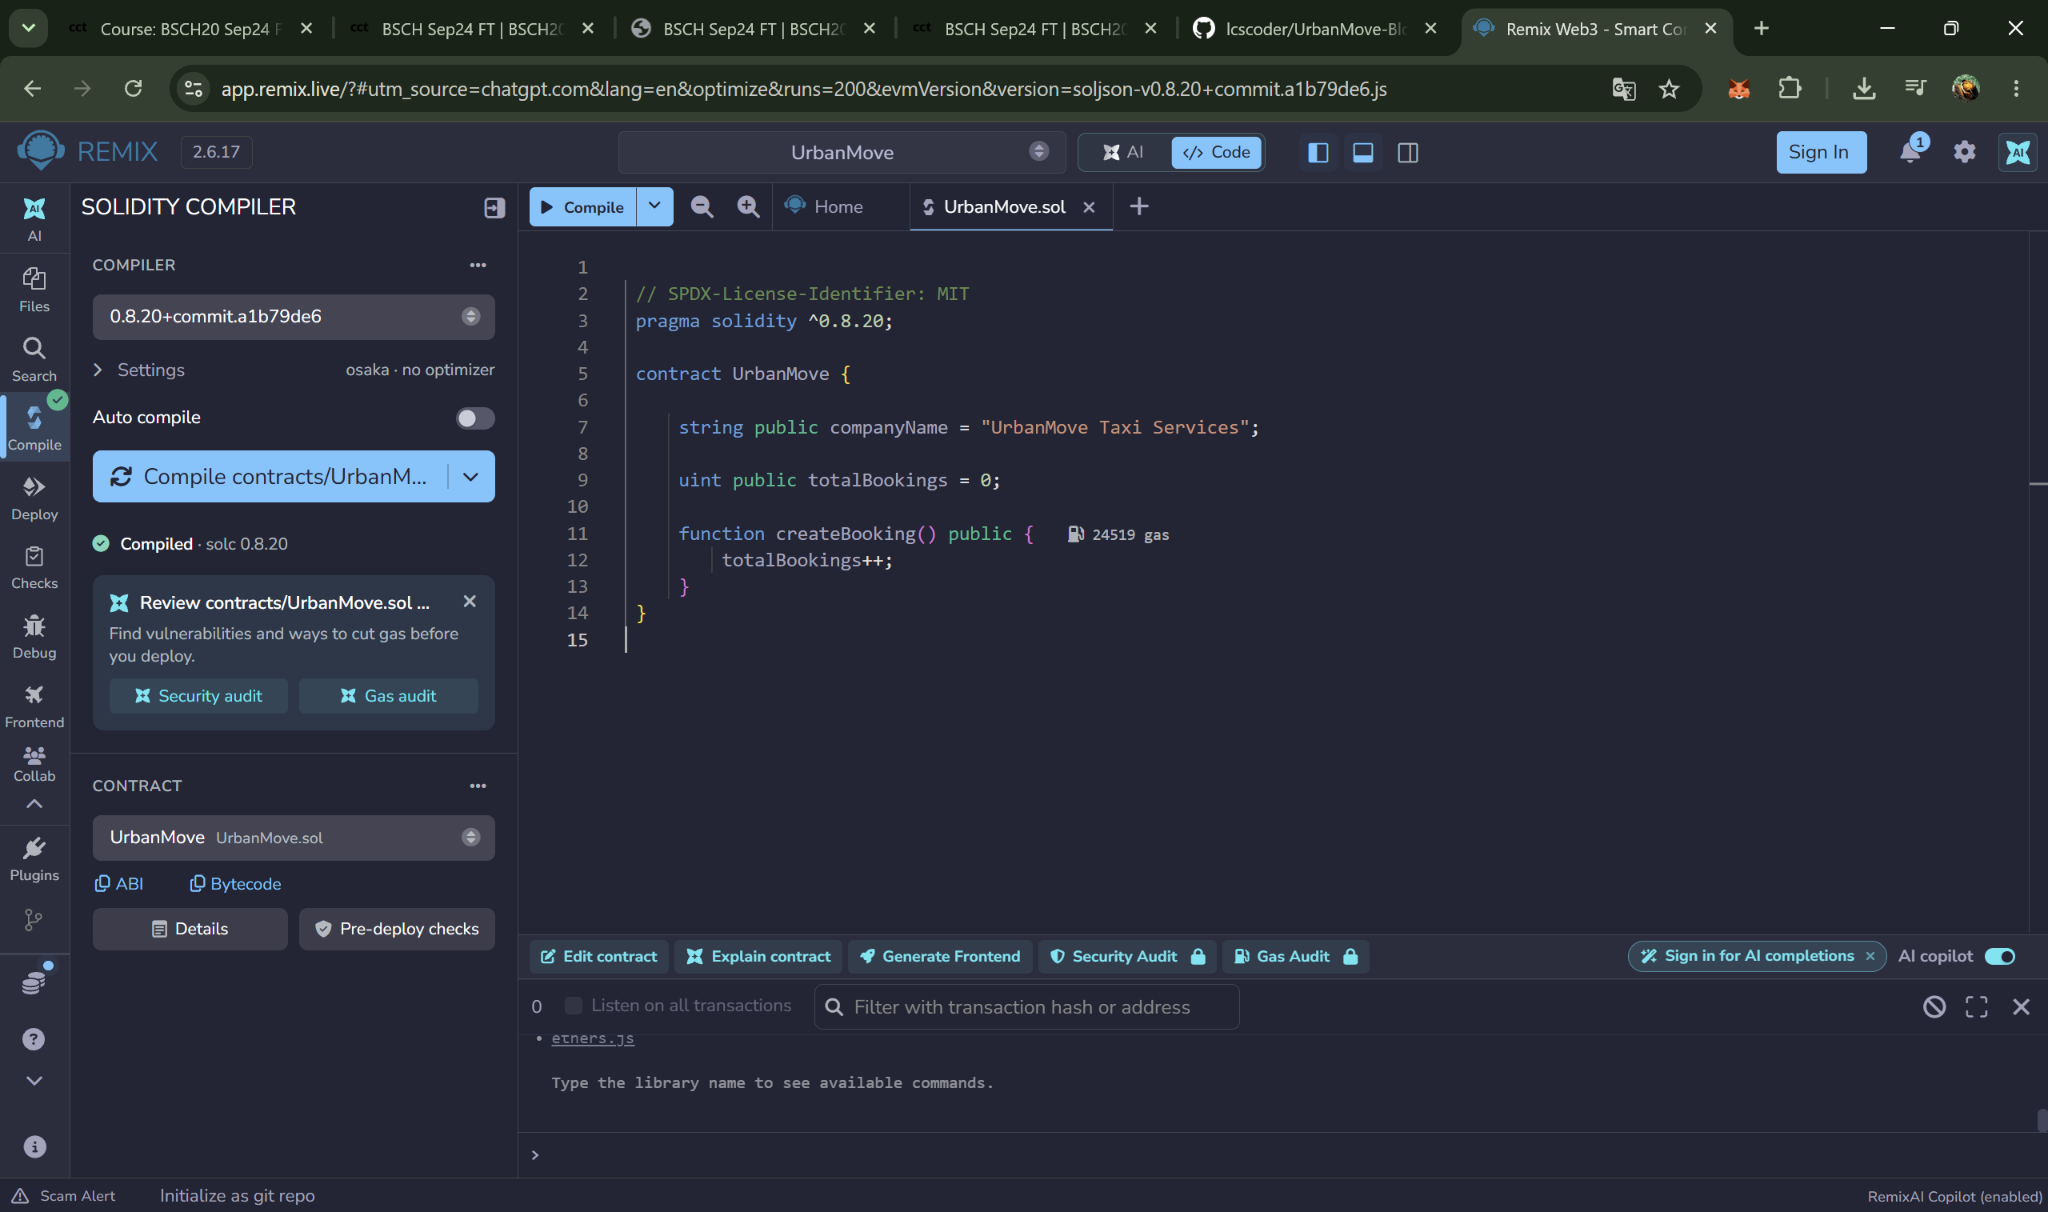 cct Course: BSCH20 Sep24 F
cct BSCH Sep24 FT | BSCH20
BSCH Sep24 FT | BSCH20
cct BSCH Sep24 FT | BSCH20
lcscoder/UrbanMove-Blo
Remix Web3 - Smart Con
app.remix.live/?#utm_source=chatgpt.com&lang=en&optimize&runs=200&evmVersion&version=soljson-v0.8.20+commit.a1b79de6.js
REMIX 2.6.17
UrbanMove
AI
</> Code
Sign In
1
AI
AI
Files
Search
Compile
Deploy
Checks
Debug
Frontend
Collab
Plugins
SOLIDITY COMPILER
COMPILER
0.8.20+commit.a1b79de6
Settings osaka · no optimizer
Auto compile
Compile contracts/UrbanM...
Compiled · solc 0.8.20
Review contracts/UrbanMove.sol ...
Find vulnerabilities and ways to cut gas before
you deploy.
Security audit Gas audit
CONTRACT
UrbanMove UrbanMove.sol
ABI Bytecode
Details Pre-deploy checks
Compile
Home
UrbanMove.sol
1
2 // SPDX-License-Identifier: MIT
3 pragma solidity ^0.8.20;
4
5 contract UrbanMove {
6
7 string public companyName = "UrbanMove Taxi Services";
8
9 uint public totalBookings = 0;
10
11 function createBooking() public { 24519 gas
12 totalBookings++;
13 }
14 }
15
Edit contract Explain contract Generate Frontend Security Audit Gas Audit Sign in for AI completions AI copilot
0 Listen on all transactions Filter with transaction hash or address
• ethers.js
Type the library name to see available commands.
>
Scam Alert Initialize as git repo RemixAI Copilot (enabled)